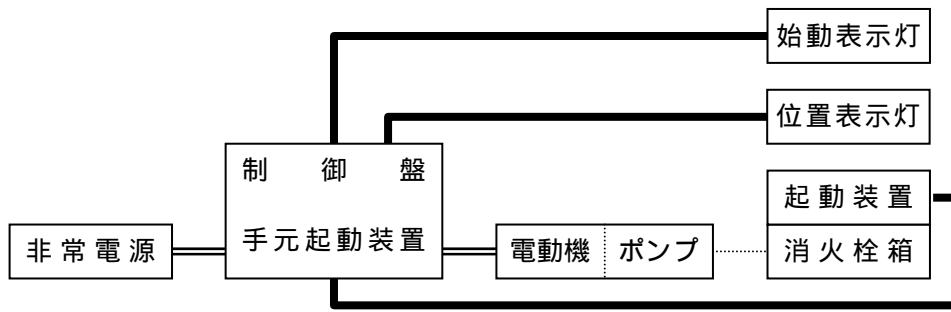 始動表示灯
位置表示灯
制御盤
起動装置
手元起動装置
非常電源
電動機
ポンプ
消火栓箱